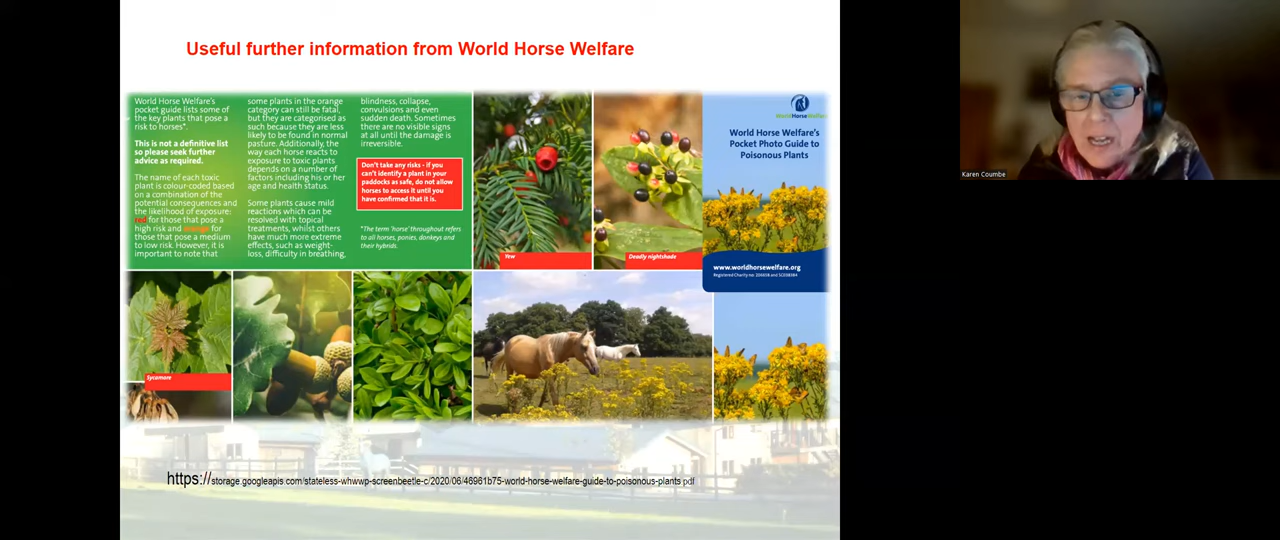 Useful further information from World Horse Welfare
World Horse Welfare's
pocket guide lists some of
the key plants that pose a
risk to horses*.
This is not a definitive list
so please seek further
advice as required.
The name of each toxic
plant is colour-coded based
on a combination of the
potential consequences and
the likelihood of exposure:
red for those that pose a
high risk and orange for
those that pose a medium
to low risk. However, it is
important to note that
some plants in the orange
category can still be fatal,
but they are categorised as
such because they are less
likely to be found in normal
pasture. Additionally, the
way each horse reacts to
exposure to toxic plants
depends on a number of
factors including his or her
age and health status.
Some plants cause mild
reactions which can be
resolved with topical
treatments, whilst others
have much more extreme
effects, such as weight-
loss, difficulty in breathing,
blindness, collapse,
convulsions and even
sudden death. Sometimes
there are no visible signs
at all until the damage is
irreversible.
Don't take any risks - if you
can't identify a plant in your
paddocks as safe, do not allow
horses to access it until you
have confirmed that it is.
*The term 'horse' throughout refers
to all horses, ponies, donkeys and
their hybrids.
Yew
Deadly nightshade
World Horse Welfare
World Horse Welfare's
Pocket Photo Guide to
Poisonous Plants
www.worldhorsewelfare.org
Registered Charity no:
Sycamore
https://storage.googleapis.com/stateless-whwwp-screenbeetle-c/2020/06/46961b75-world-horse-welfare-guide-to-poisonous-plants.pdf
Karen Coumbe